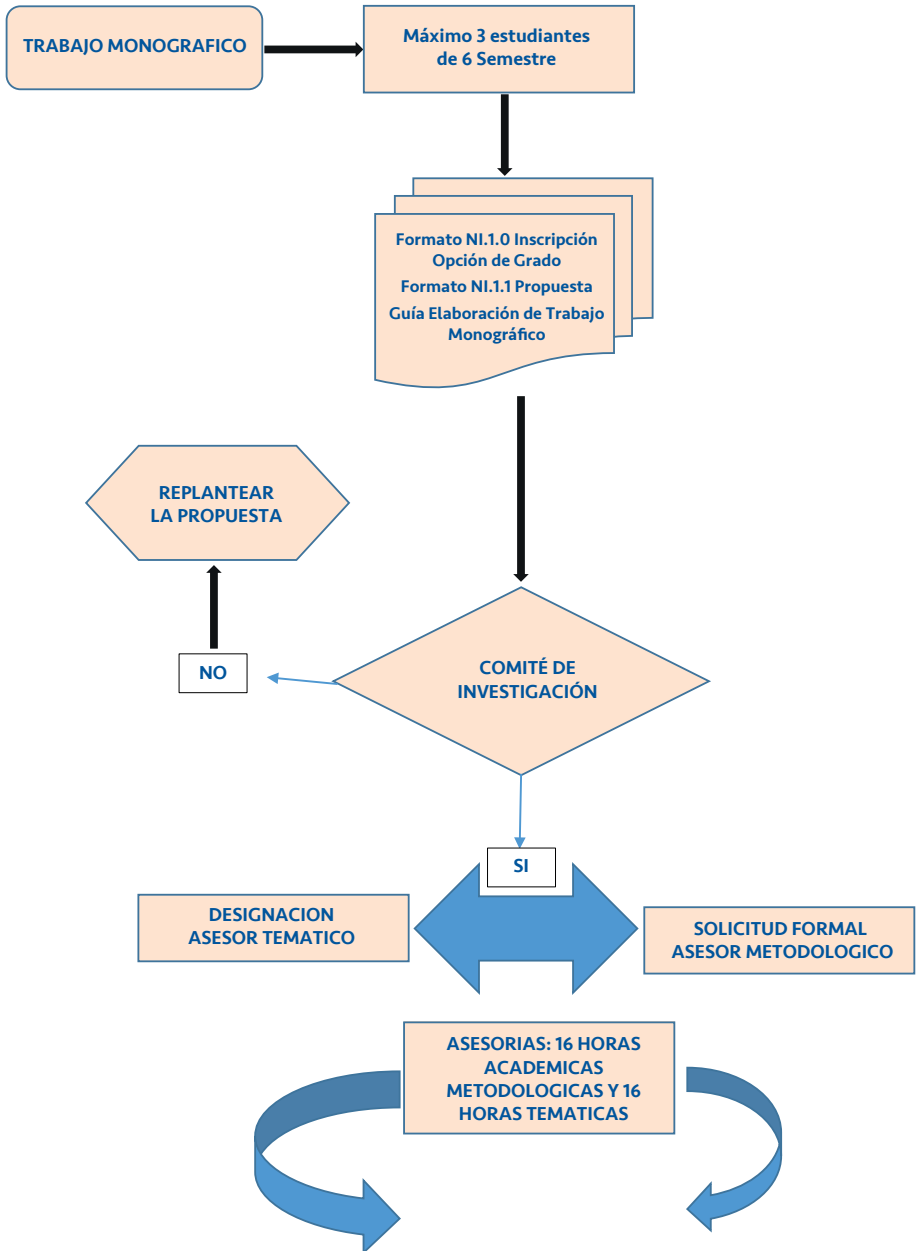 TRABAJO MONOGRAFICO
Máximo 3 estudiantes
de 6 Semestre
Formato NI.1.0 Inscripción
Opción de Grado
Formato NI.1.1 Propuesta
Guía Elaboración de Trabajo
Monográfico
REPLANTEAR
LA PROPUESTA
NO
COMITÉ DE
INVESTIGACIÓN
SI
DESIGNACION
ASESOR TEMATICO
SOLICITUD FORMAL
ASESOR METODOLOGICO
ASESORIAS: 16 HORAS
ACADEMICAS
METODOLOGICAS Y 16
HORAS TEMATICAS